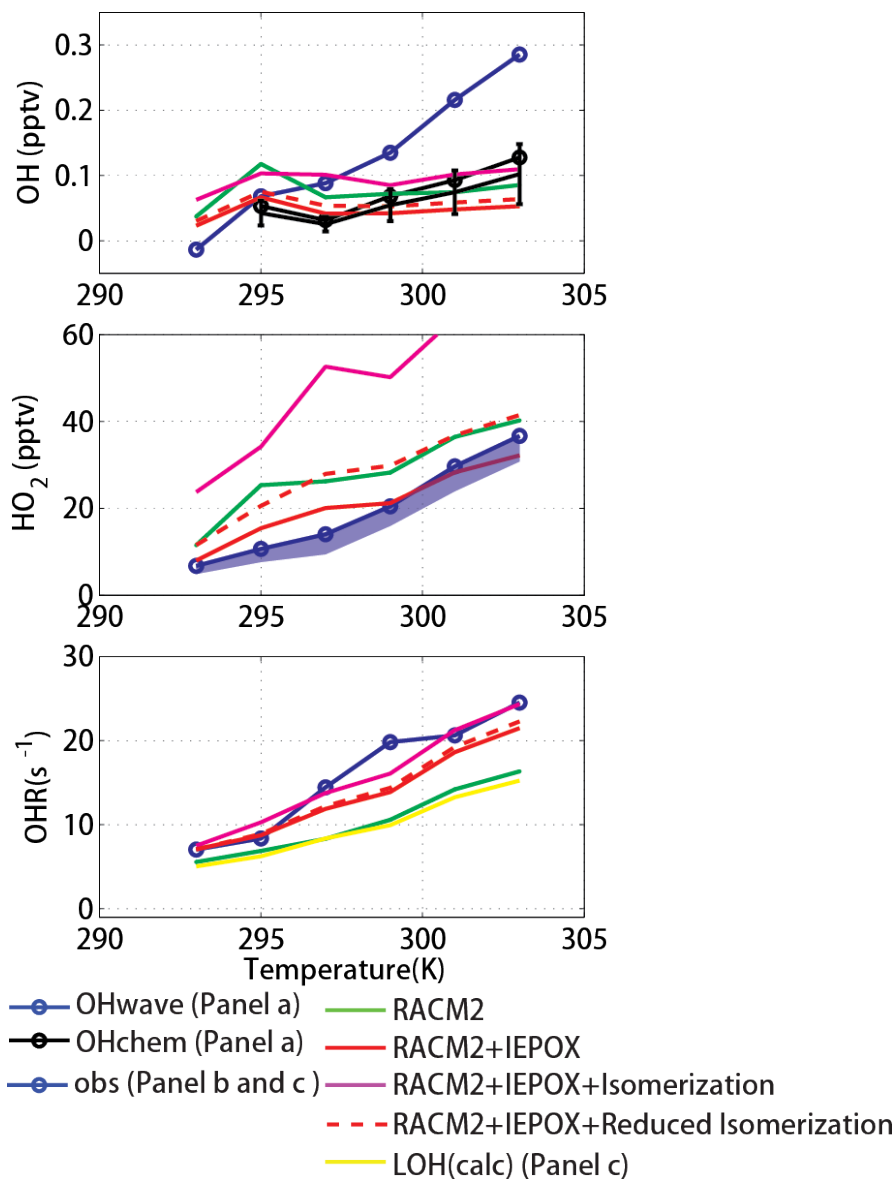 0.3
0.2
0.1
0
OH (pptv)
290 295 300 305
60
40
20
0
HO2 (pptv)
290 295 300 305
30
20
10
0
OHR(s -1)
290 295 300 305
Temperature(K)
OHwave (Panel a)
OHchem (Panel a)
obs (Panel b and c )
RACM2
RACM2+IEPOX
RACM2+IEPOX+Isomerization
RACM2+IEPOX+Reduced Isomerization
LOH(calc) (Panel c)